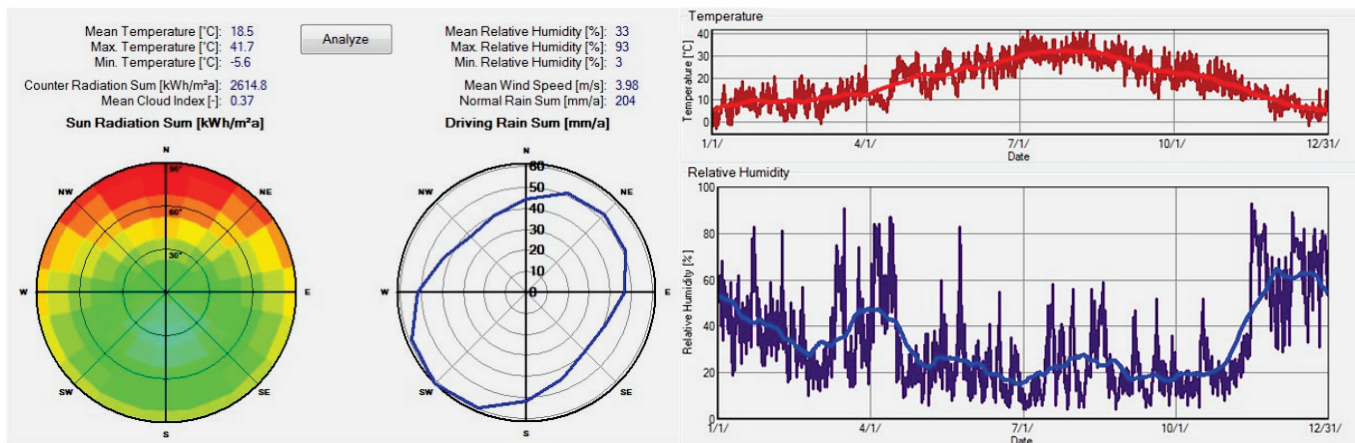 Mean Temperature [°C]: 18.5
Max. Temperature [°C]: 41.7
Min. Temperature [°C]: -5.6
Counter Radiation Sum [kWh/m²a]: 2614.8
Mean Cloud Index [-]: 0.37
Analyze
Mean Relative Humidity [%]: 33
Max. Relative Humidity [%]: 93
Min. Relative Humidity [%]: 3
Mean Wind Speed [m/s]: 3.98
Normal Rain Sum [mm/a]: 204
Sun Radiation Sum [kWh/m²a]
N
NW
NE
90°
60°
30°
W
E
SW
SE
S
Driving Rain Sum [mm/a]
N
NW
NE
60
50
40
30
20
10
0
W
E
SW
SE
S
Temperature
Temperature [°C]
40
30
20
10
0
1/1/
4/1/
7/1/
10/1/
12/31/
Date
Relative Humidity
Relative Humidity [%]
100
80
60
40
20
0
1/1/
4/1/
7/1/
10/1/
12/31/
Date